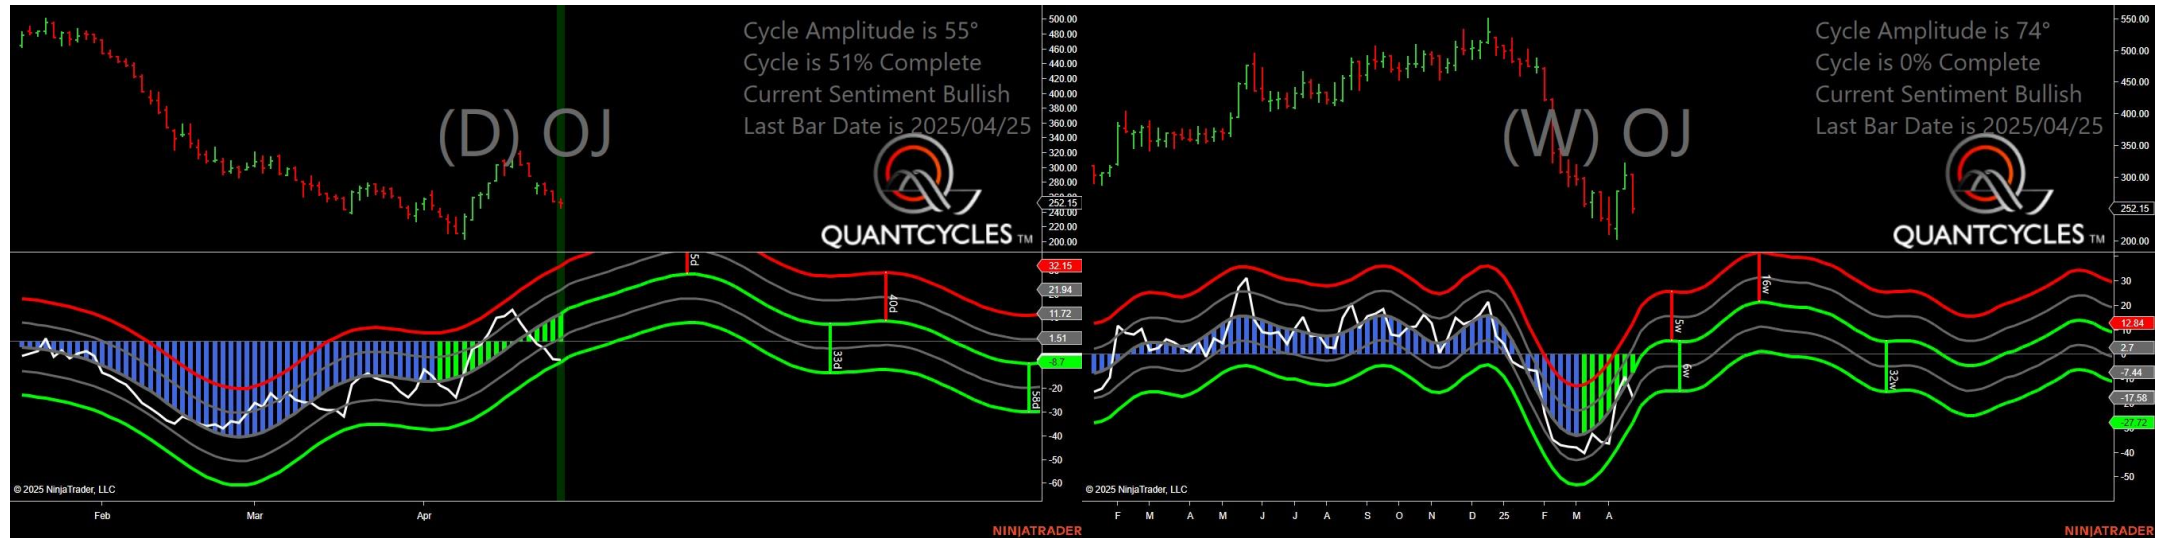 Cycle Amplitude is 55°
Cycle is 51% Complete
Current Sentiment Bullish
Last Bar Date is 2025/04/25
(D) OJ
QUANTCYCLES TM
500.00
480.00
460.00
440.00
420.00
400.00
380.00
360.00
340.00
320.00
300.00
280.00
260.00
252.15
240.00
220.00
200.00
5d
40d
33d
58d
32.15
21.94
11.72
1.51
-8.7
-20
-30
-40
-50
-60
© 2025 NinjaTrader, LLC
Feb
Mar
Apr
NINJATRADER
Cycle Amplitude is 74°
Cycle is 0% Complete
Current Sentiment Bullish
Last Bar Date is 2025/04/25
(W) OJ
QUANTCYCLES TM
550.00
500.00
450.00
400.00
350.00
300.00
252.15
200.00
5w
16w
6w
32w
30
20
12.84
2.7
-7.44
-17.58
-27.72
-40
-50
© 2025 NinjaTrader, LLC
F
M
A
M
J
J
A
S
O
N
D
25
F
M
A
NINJATRADER